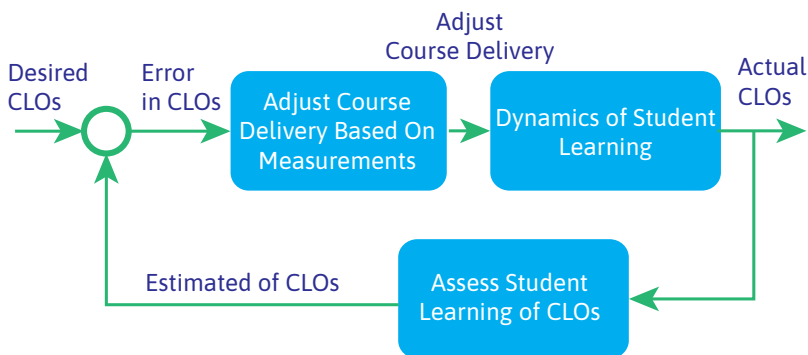 Desired
CLOs
Error
in CLOs
Adjust Course
Delivery Based On
Measurements
Adjust
Course Delivery
Dynamics of Student
Learning
Actual
CLOs
Estimated of CLOs
Assess Student
Learning of CLOs